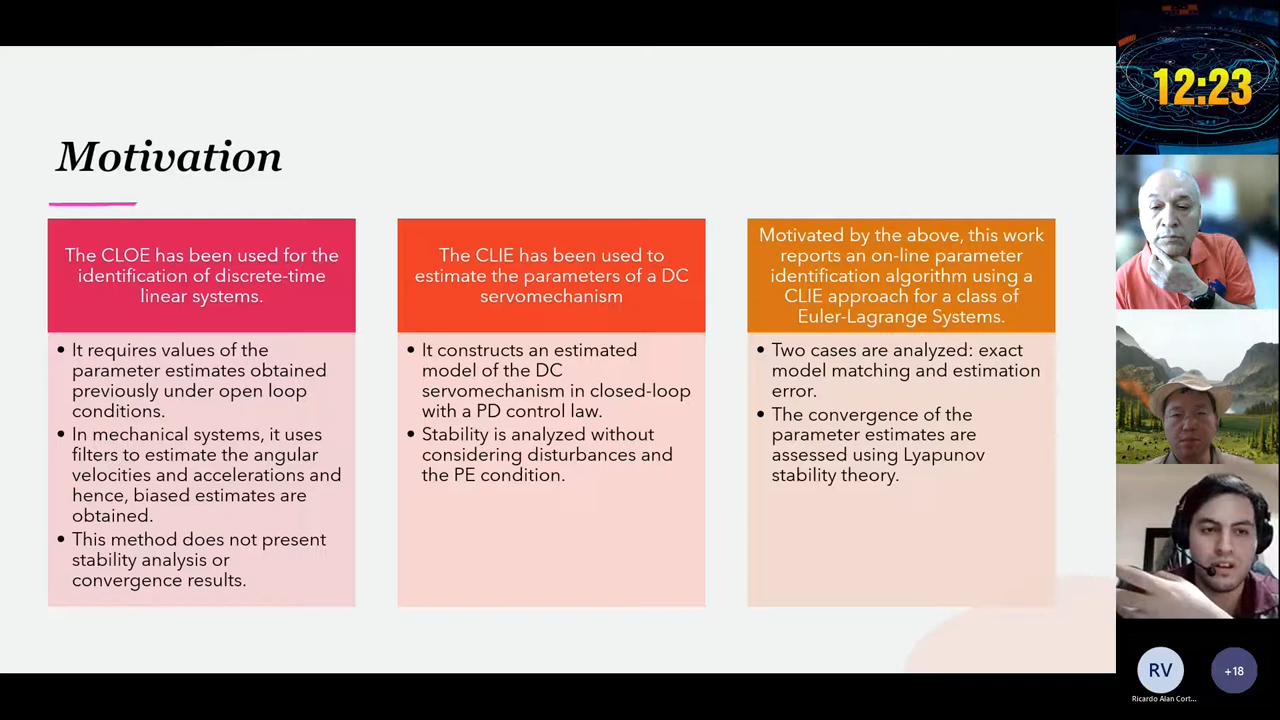 Motivation
The CLOE has been used for the
identification of discrete-time
linear systems.
• It requires values of the
parameter estimates obtained
previously under open loop
conditions.
• In mechanical systems, it uses
filters to estimate the angular
velocities and accelerations and
hence, biased estimates are
obtained.
• This method does not present
stability analysis or
convergence results.
The CLIE has been used to
estimate the parameters of a DC
servomechanism
• It constructs an estimated
model of the DC
servomechanism in closed-loop
with a PD control law.
• Stability is analyzed without
considering disturbances and
the PE condition.
Motivated by the above, this work
reports an on-line parameter
identification algorithm using a
CLIE approach for a class of
Euler-Lagrange Systems.
• Two cases are analyzed: exact
model matching and estimation
error.
• The convergence of the
parameter estimates are
assessed using Lyapunov
stability theory.
12:23
RV
Ricardo Alan Cort...
+18